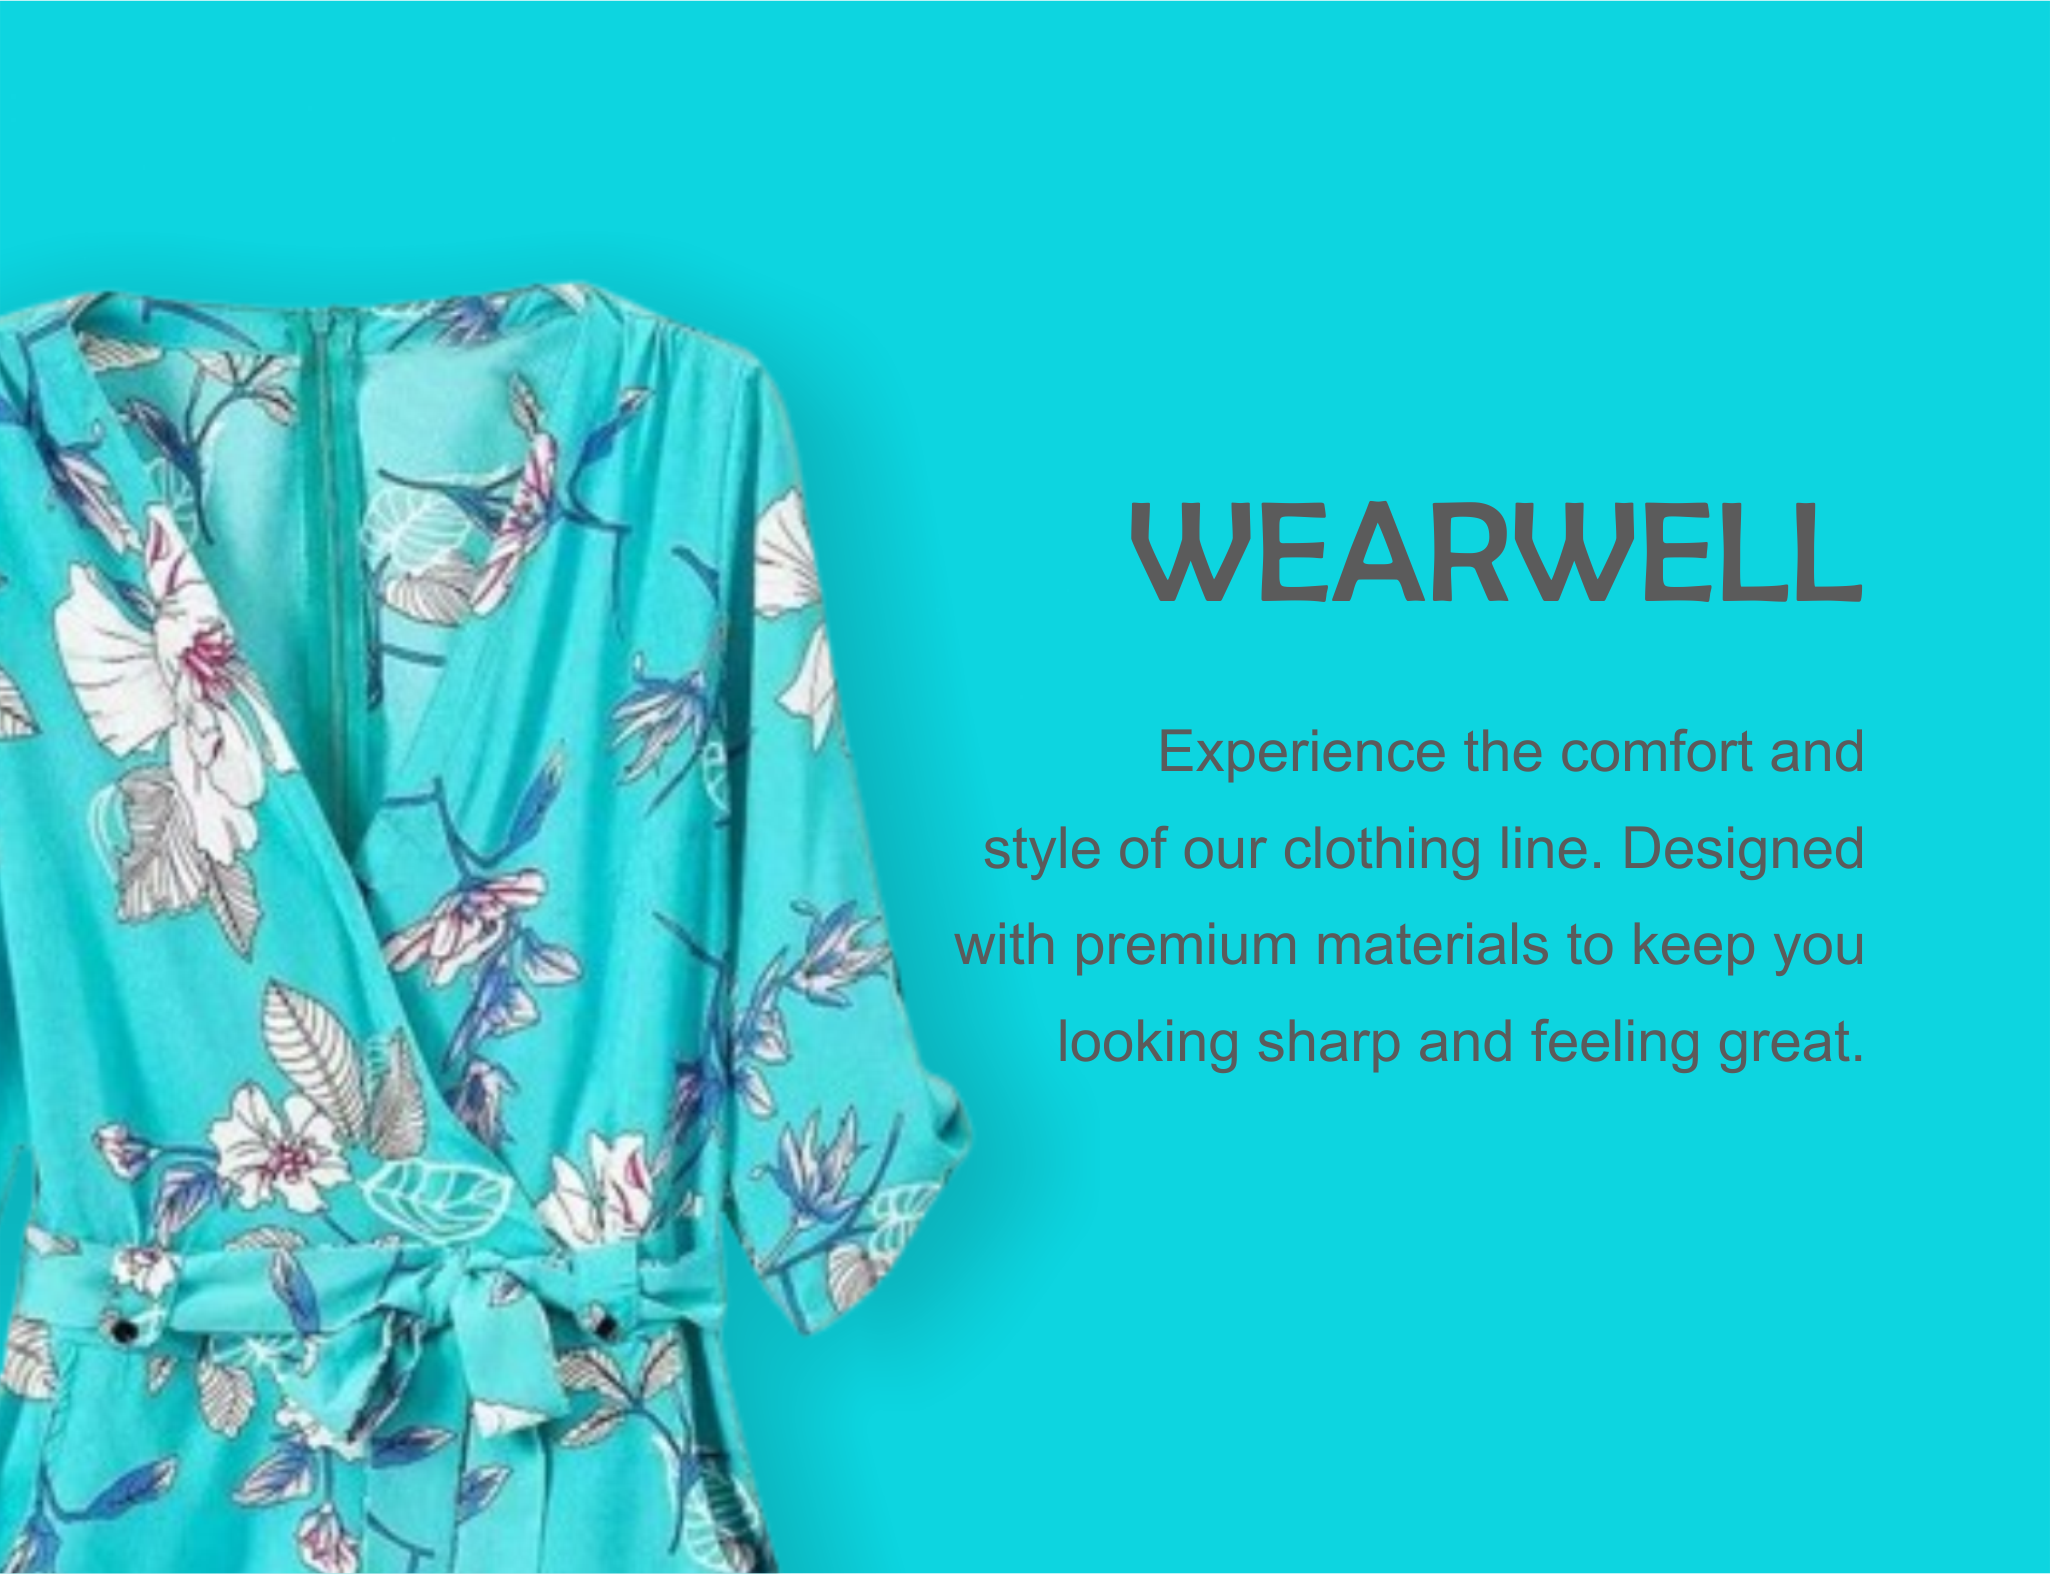 WEARWELL
Experience the comfort and
style of our clothing line. Designed
with premium materials to keep you
looking sharp and feeling great.